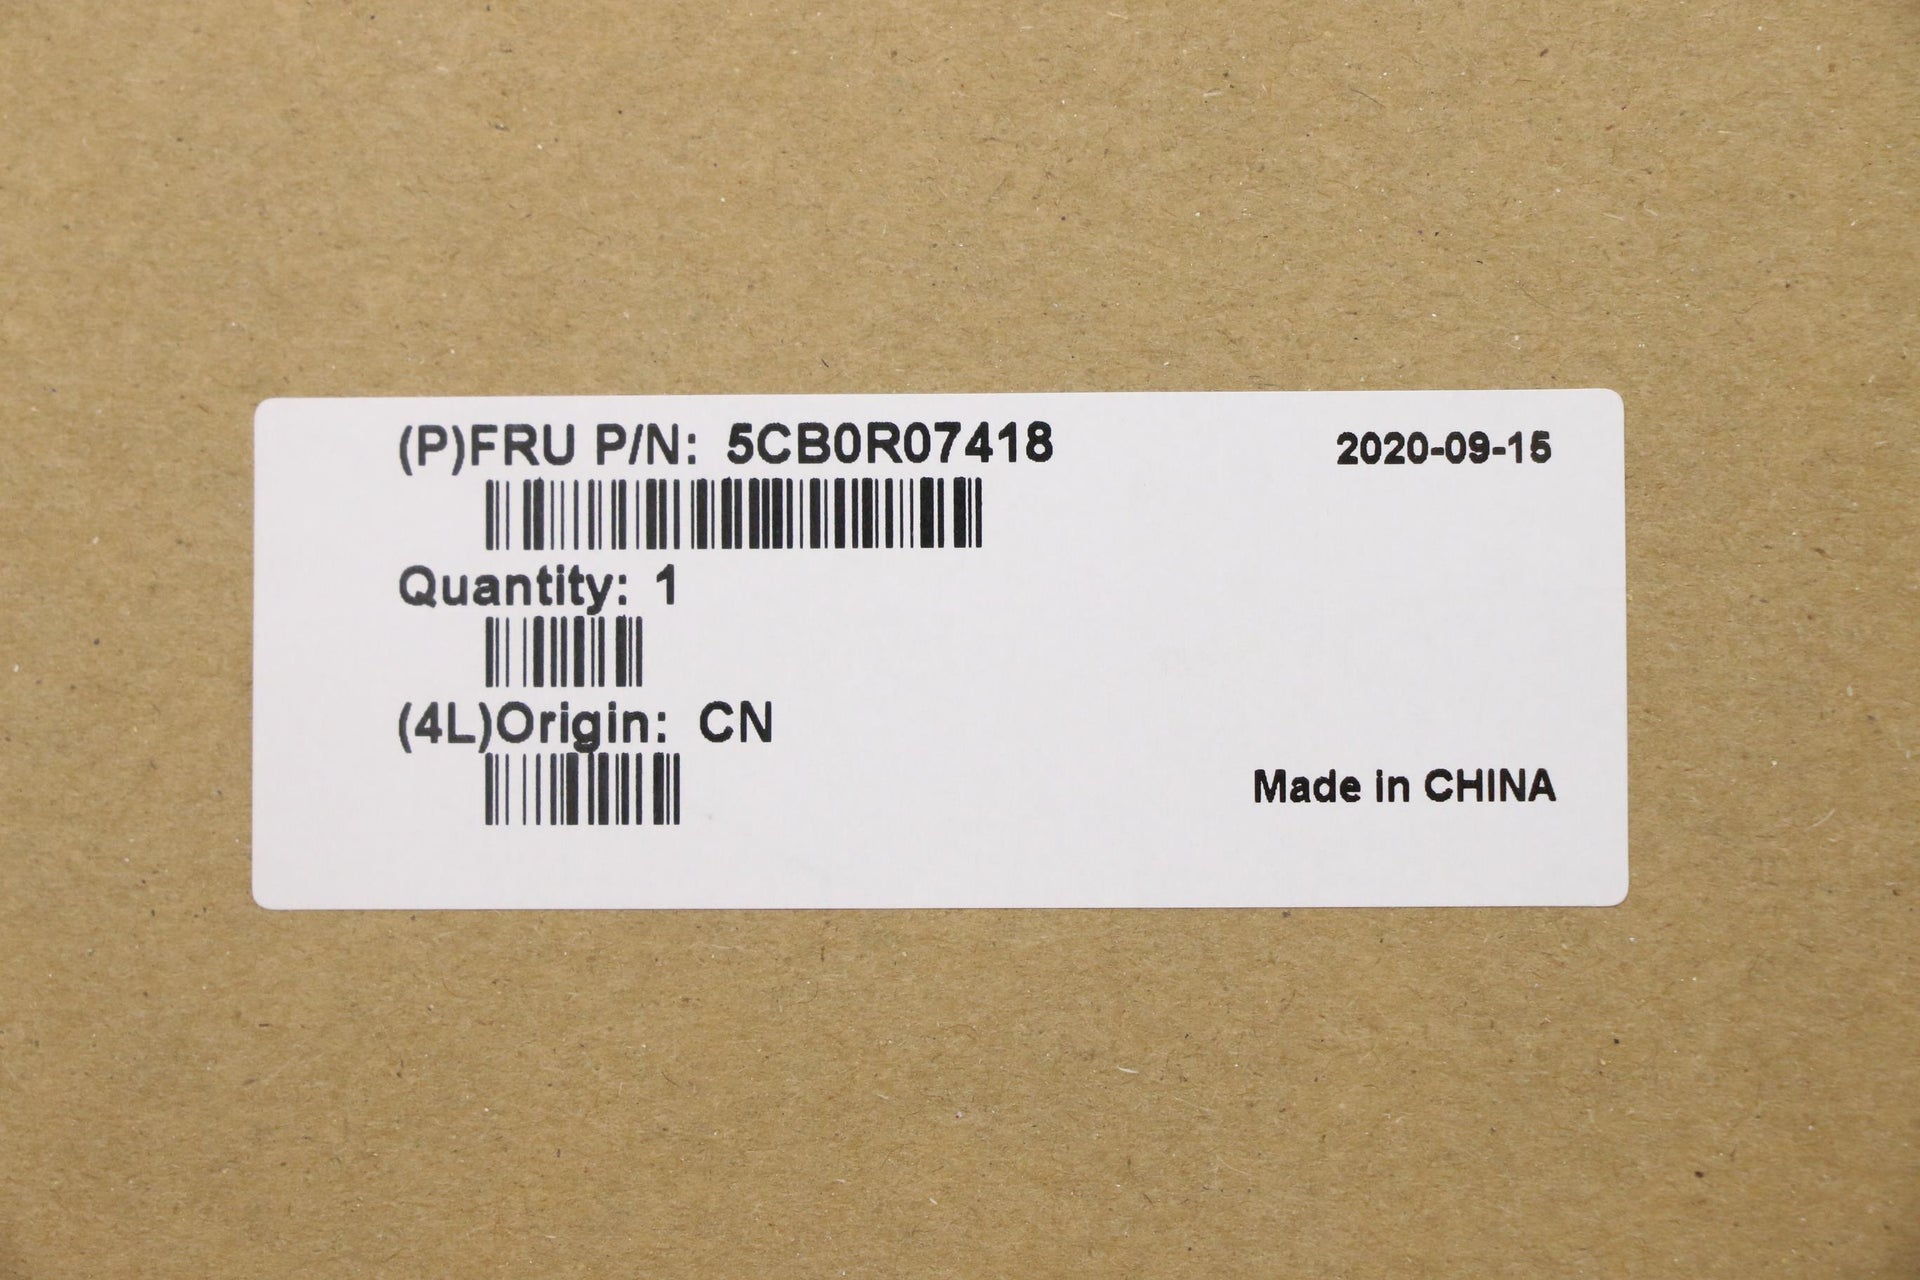 (P)FRU P/N: 5CB0R07418
2020-09-15
Quantity: 1
(4L)Origin: CN
Made in CHINA